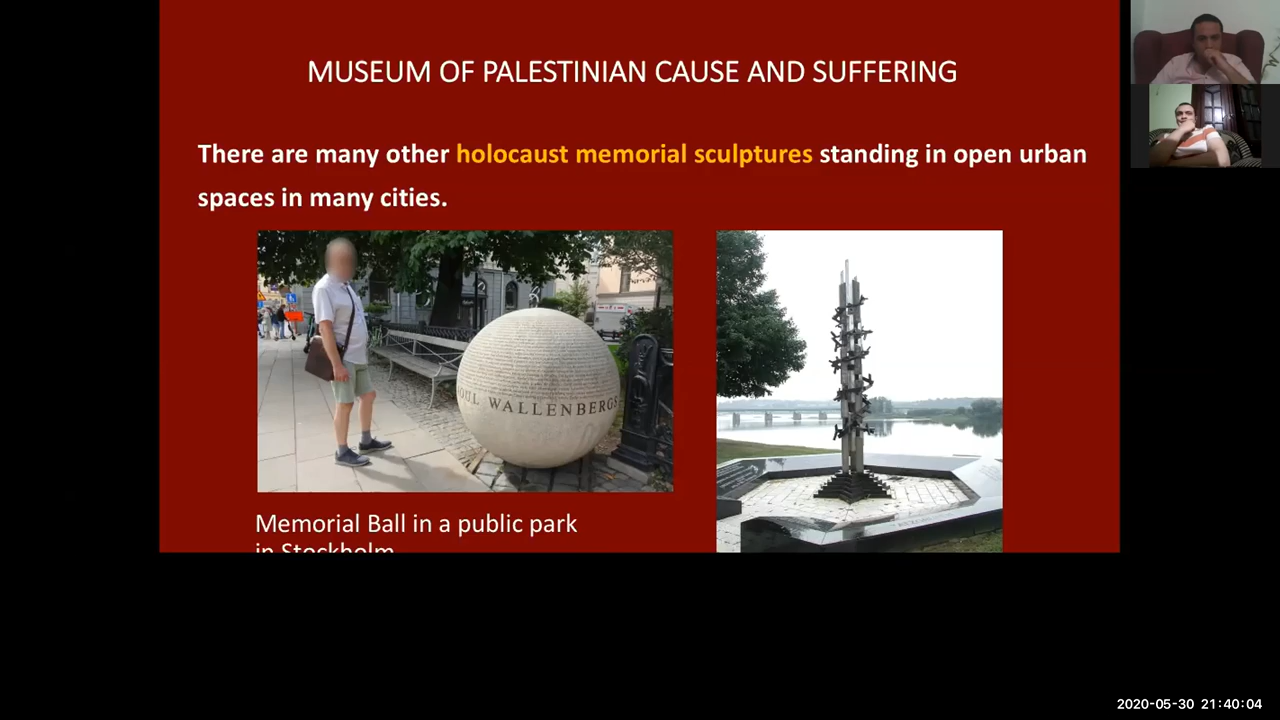 MUSEUM OF PALESTINIAN CAUSE AND SUFFERING
There are many other holocaust memorial sculptures standing in open urban
spaces in many cities.
OUL WALLENBERGS
Memorial Ball in a public park
in Stockholm
2020-05-30 21:40:04